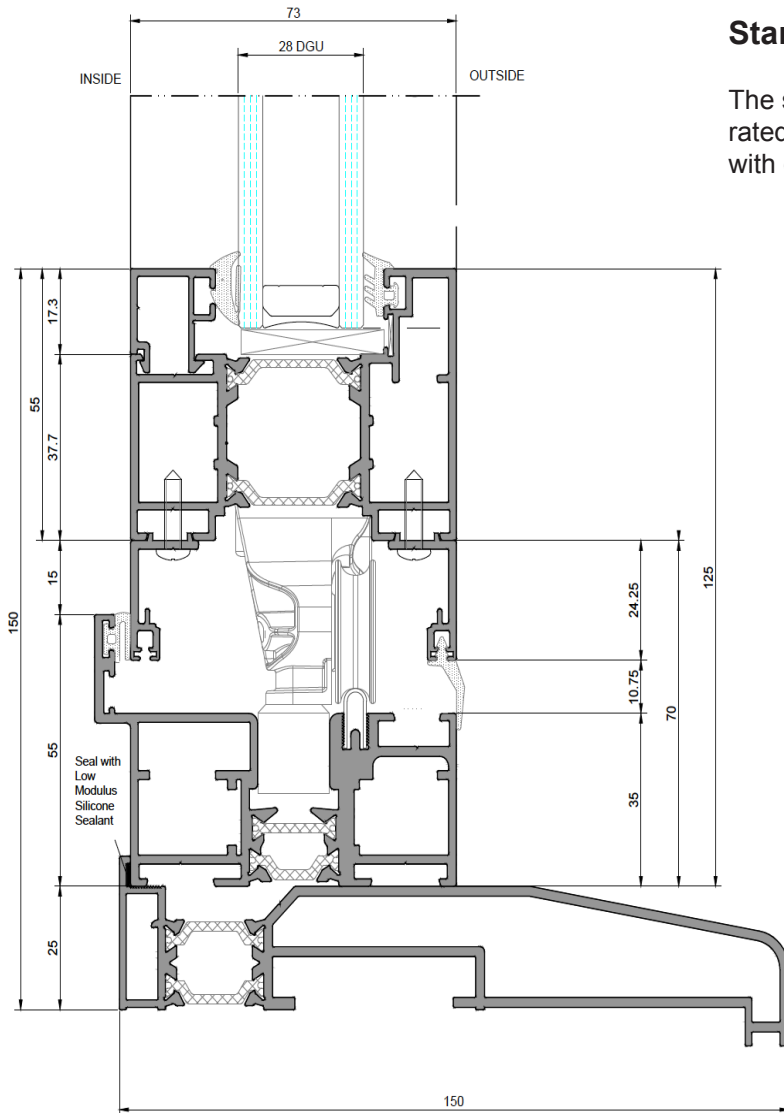 73
28 DGU
INSIDE
OUTSIDE
Star
The s
rated
with
17.3
55
37.7
15
150
55
25
Seal with
Low
Modulus
Silicone
Sealant
24.25
10.75
35
70
125
150